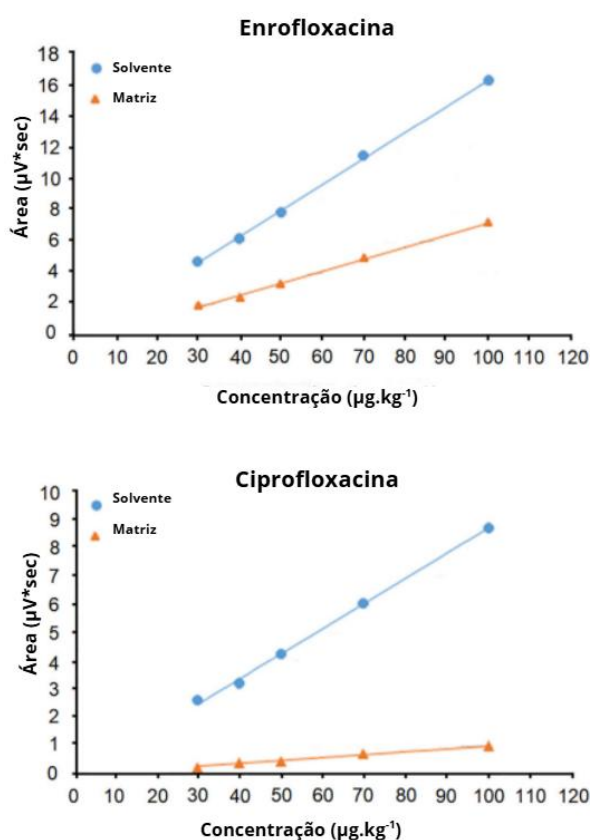 Enrofloxacina
Solvente
Matriz
Área (µV*sec)
18
16
14
12
10
8
6
4
2
0
0 10 20 30 40 50 60 70 80 90 100 110 120
Concentração (µg.kg⁻¹)
Ciprofloxacina
Solvente
Matriz
Área (µV*sec)
10
9
8
7
6
5
4
3
2
1
0
0 10 20 30 40 50 60 70 80 90 100 110 120
Concentração (µg.kg⁻¹)